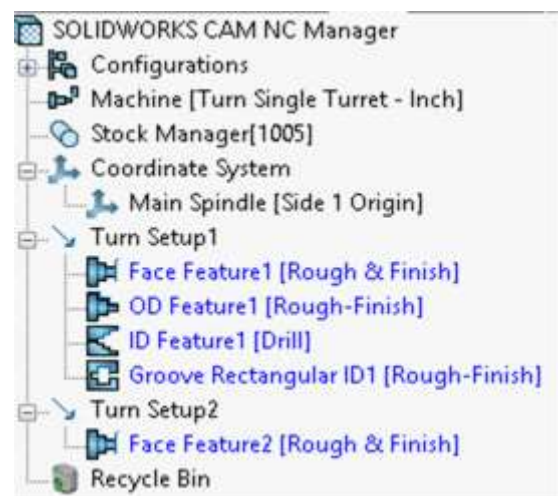 SOLIDWORKS CAM NC Manager
Configurations
Machine [Turn Single Turret - Inch]
Stock Manager[1005]
Coordinate System
Main Spindle [Side 1 Origin]
Turn Setup1
Face Feature1 [Rough & Finish]
OD Feature1 [Rough-Finish]
ID Feature1 [Drill]
Groove Rectangular ID1 [Rough-Finish]
Turn Setup2
Face Feature2 [Rough & Finish]
Recycle Bin